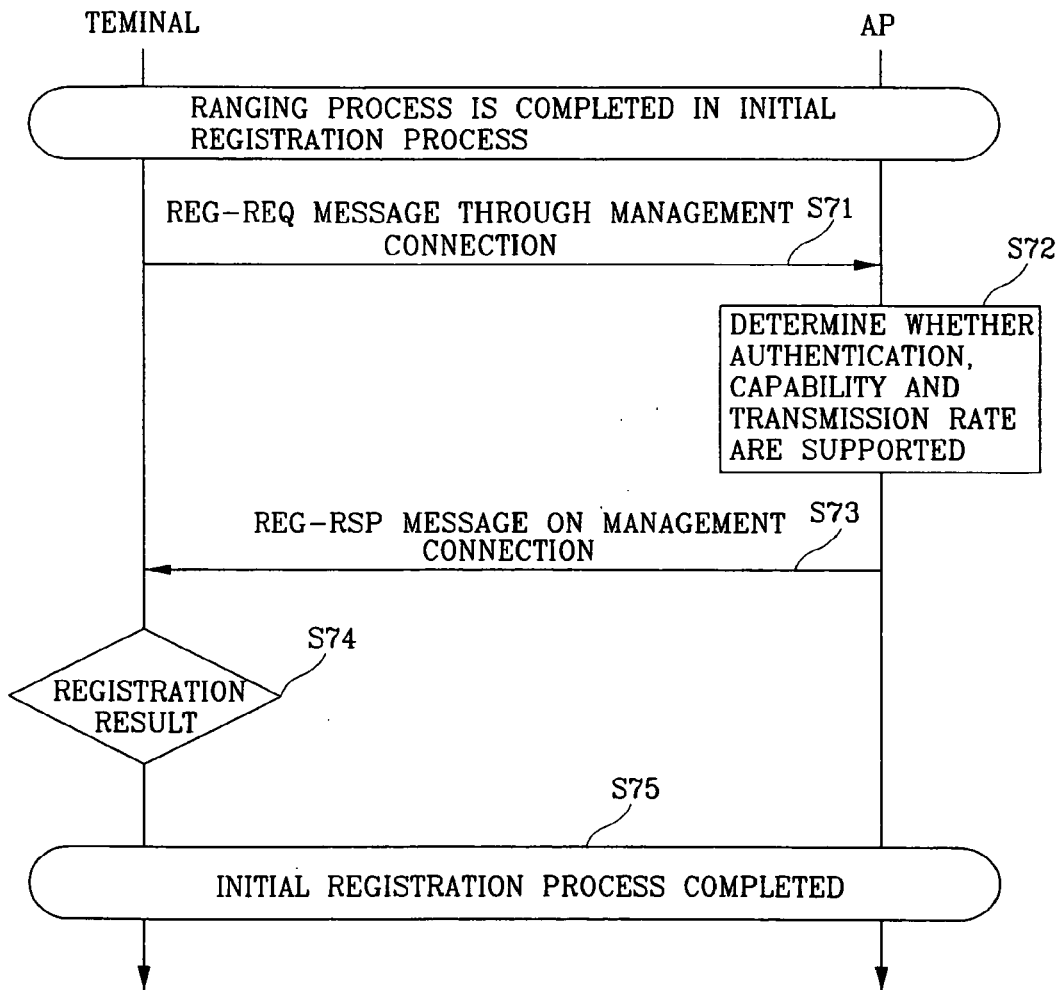 TEMINAL
AP
RANGING PROCESS IS COMPLETED IN INITIAL
REGISTRATION PROCESS
REG-REQ MESSAGE THROUGH MANAGEMENT
CONNECTION
S71
S72
DETERMINE WHETHER
AUTHENTICATION,
CAPABILITY AND
TRANSMISSION RATE
ARE SUPPORTED
REG-RSP MESSAGE ON MANAGEMENT
CONNECTION
S73
S74
REGISTRATION
RESULT
S75
INITIAL REGISTRATION PROCESS COMPLETED